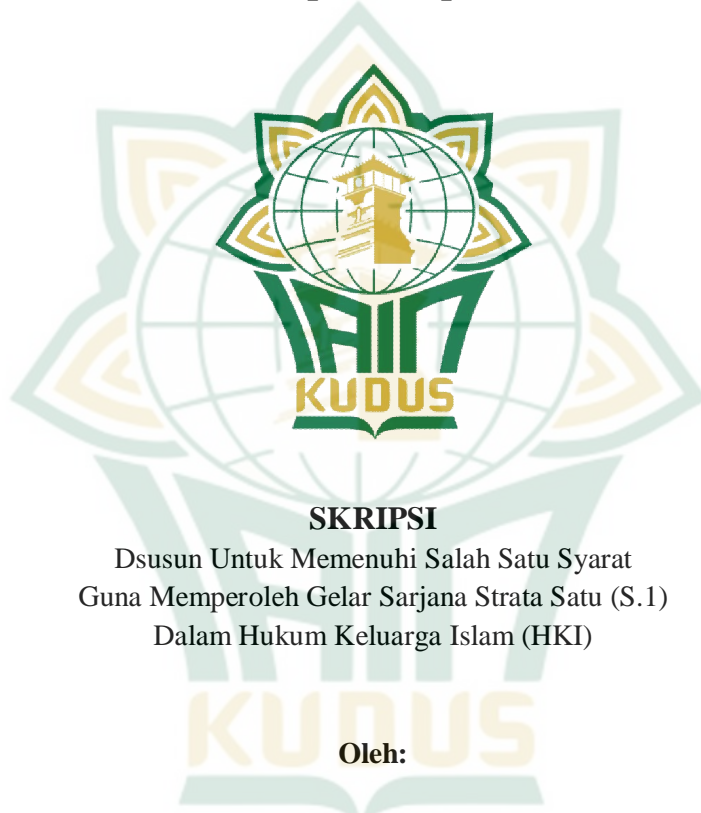 IAIN
KUDUS
SKRIPSI
Dsusun Untuk Memenuhi Salah Satu Syarat
Guna Memperoleh Gelar Sarjana Strata Satu (S.1)
Dalam Hukum Keluarga Islam (HKI)
KUDUS
Oleh: